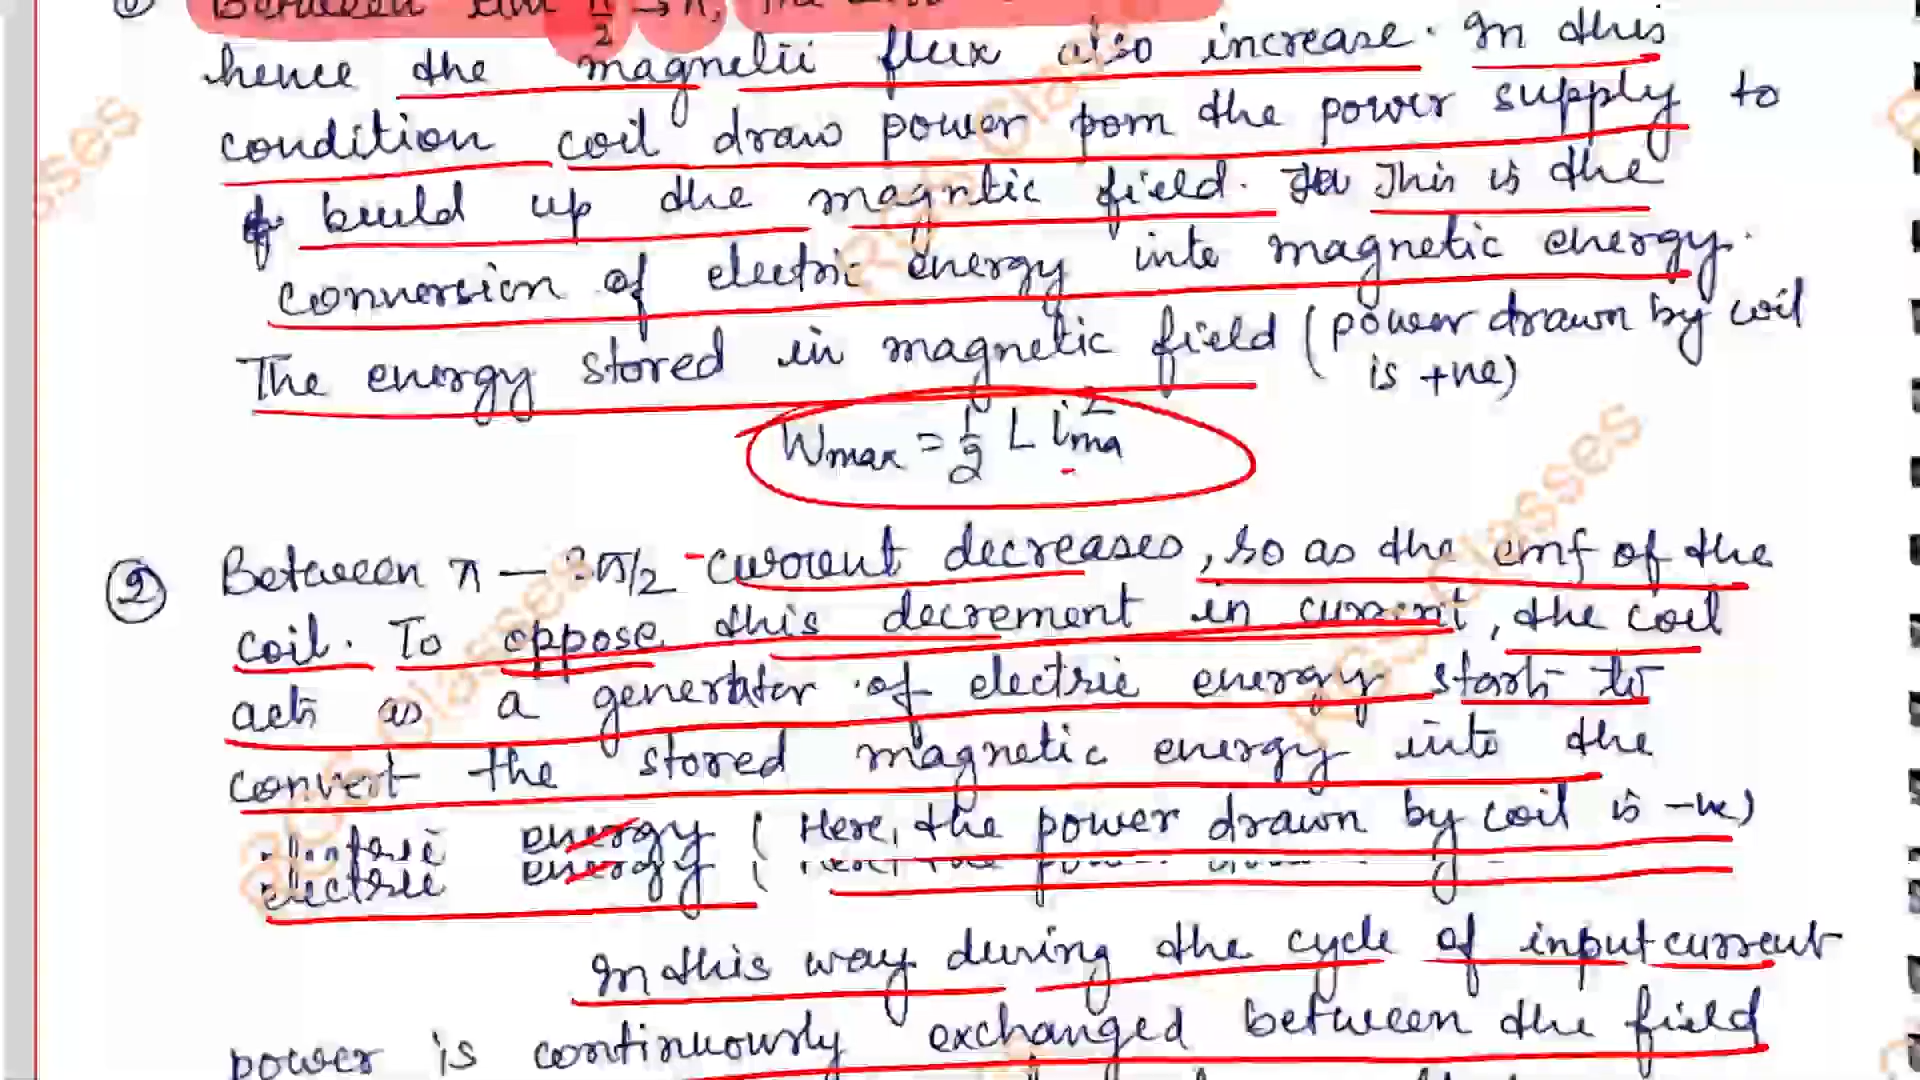 Between
π/2 → π,
hence the magnetic flux also increase. In this
condition coil draw power from the power supply to
build up the magnetic field. This is the
conversion of electric energy into magnetic energy.
The energy stored in magnetic field (power drawn by coil
is +ve)
Wmax = 1/2 L i²ma
② Between π — 3π/2 - current decreases, so as the emf of the
coil. To oppose this decrement in current, the coil
acts as a generator of electric energy starts to
convert the stored magnetic energy into the
electric energy (Here, the power drawn by coil is -ve)
In this way during the cycle of input current
power is continuously exchanged between the field